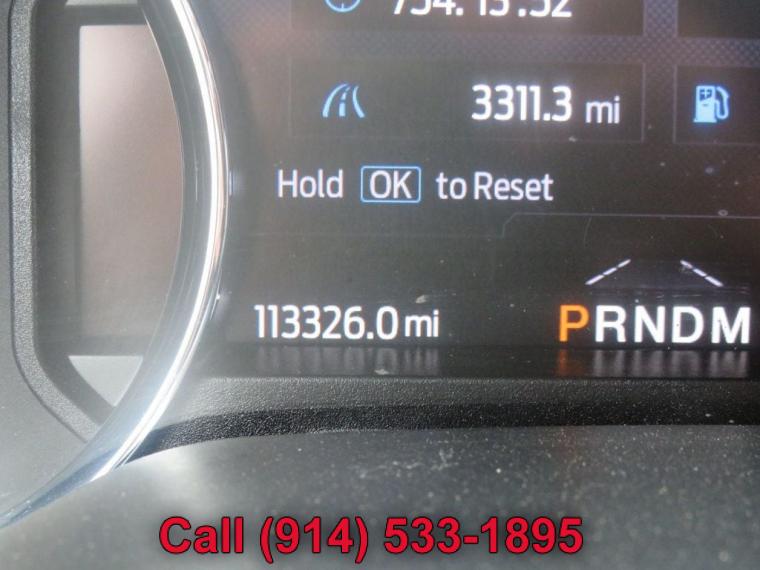 3311.3 mi
Hold OK to Reset
113326.0 mi
PRNDM
Call (914) 533-1895